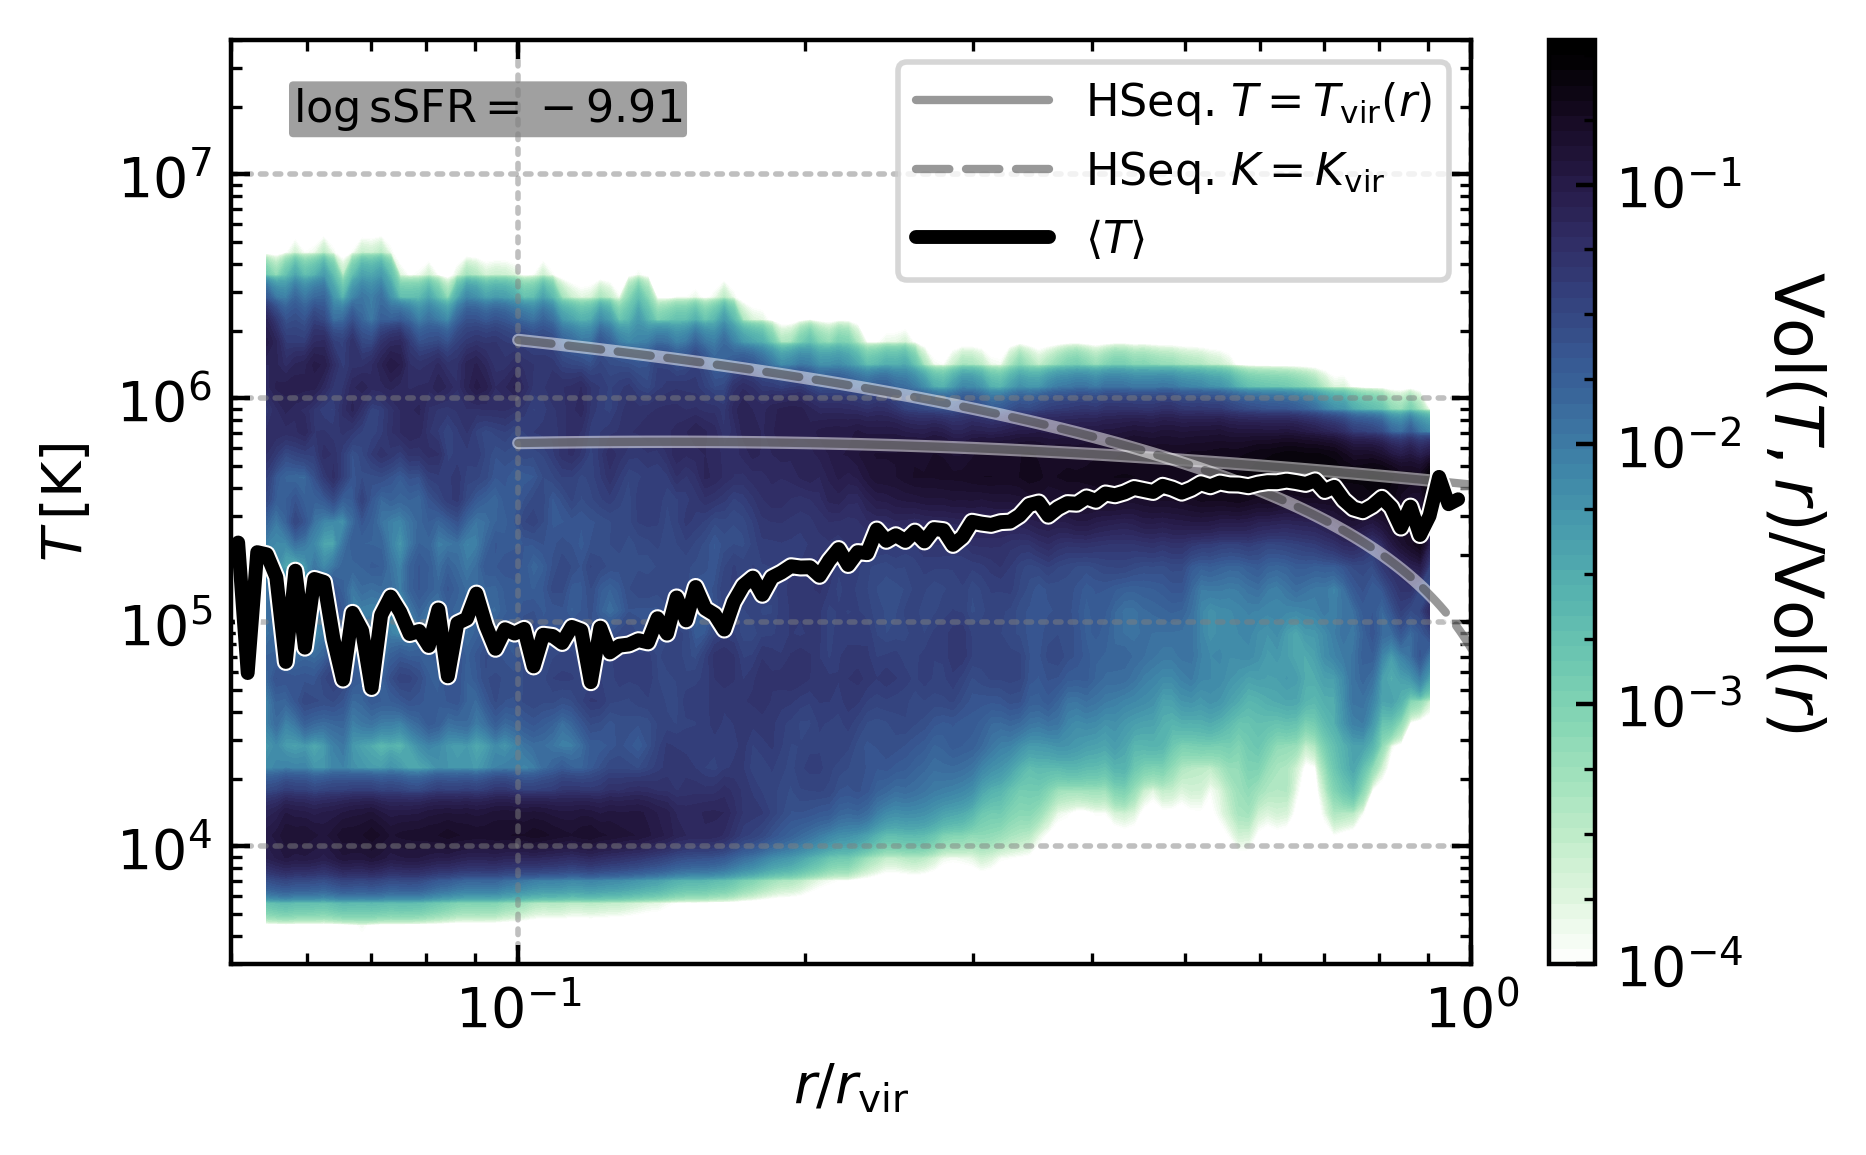 log sSFR = −9.91
HSeq. T = T_vir(r)
HSeq. K = K_vir
⟨T⟩
10^7
10^6
10^5
10^4
T [K]
10^−1
10^0
r/r_vir
10^−1
10^−2
10^−3
10^−4
Vol(T, r)/Vol(r)